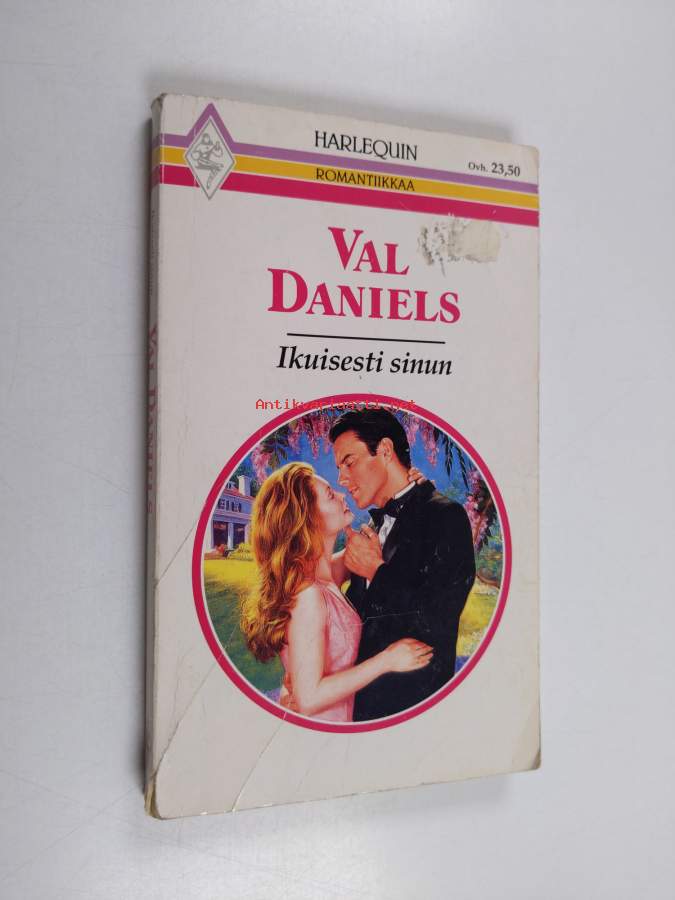 HARLEQUIN
Ovh. 23,50
ROMANTIIKKAA
VAL
DANIELS
Ikuisesti sinun
Antikvariaatti.net
VAL DANIELS